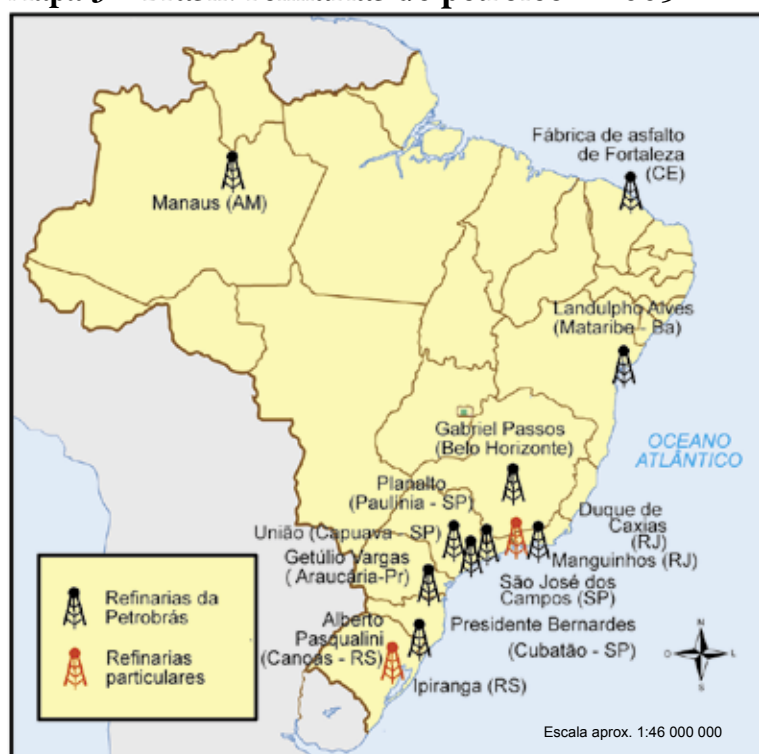 Fábrica de asfalto
de Fortaleza
(CE)
Manaus (AM)
Landulpho Alves
(Mataribe - Ba)
Gabriel Passos
(Belo Horizonte)
OCEANO
ATLÂNTICO
Planalto
(Paulínia - SP)
Duque de
Caxias
(RJ)
União (Capuava - SP)
Manguinhos (RJ)
Getúlio Vargas
(Araucária-Pr)
São José dos
Campos (SP)
Alberto
Pasqualini
(Canoas - RS)
Presidente Bernardes
(Cubatão - SP)
Ipiranga (RS)
Refinarias da
Petrobrás
Refinarias
particulares
N
O
L
S
Escala aprox. 1:46 000 000